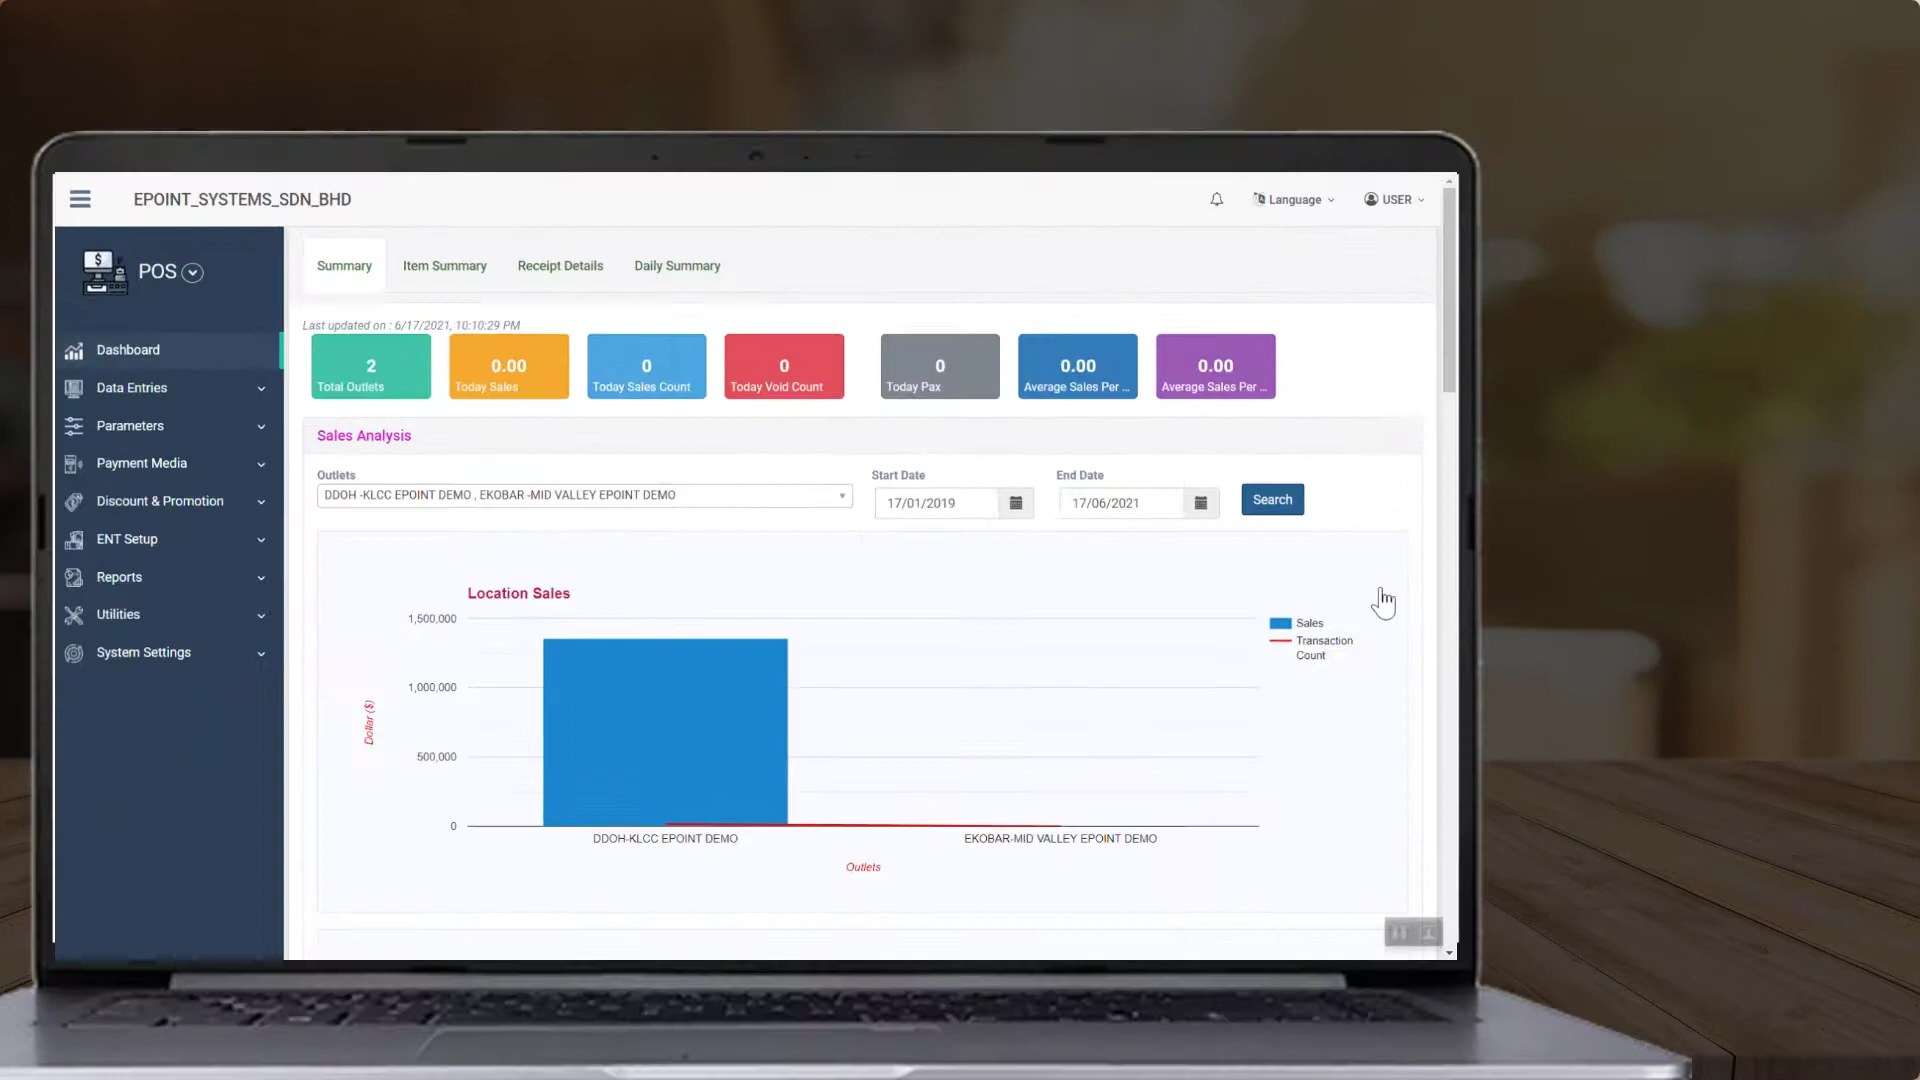 EPOINT_SYSTEMS_SDN_BHD
Language
USER
POS
Dashboard
Data Entries
Parameters
Payment Media
Discount & Promotion
ENT Setup
Reports
Utilities
System Settings
Summary
Item Summary
Receipt Details
Daily Summary
Last updated on : 6/17/2021, 10:10:29 PM
2
Total Outlets
0.00
Today Sales
0
Today Sales Count
0
Today Void Count
0
Today Pax
0.00
Average Sales Per ...
0.00
Average Sales Per ...
Sales Analysis
Outlets
DDOH -KLCC EPOINT DEMO , EKOBAR -MID VALLEY EPOINT DEMO
Start Date
17/01/2019
End Date
17/06/2021
Search
Location Sales
1,500,000
1,000,000
500,000
0
Dollar ($)
DDOH-KLCC EPOINT DEMO
EKOBAR-MID VALLEY EPOINT DEMO
Outlets
Sales
Transaction
Count